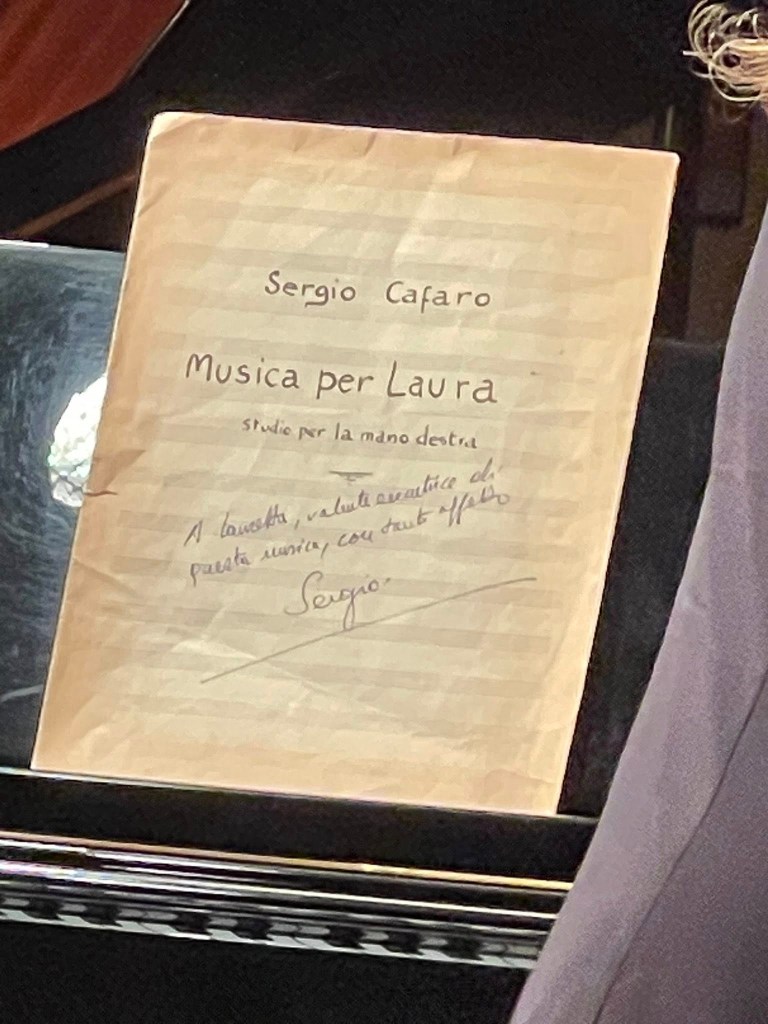 Sergio Cafaro
Musica per Laura
studio per la mano destra
A Lauretta, valente esecutrice di
questa musica, con tanto affetto
Sergio